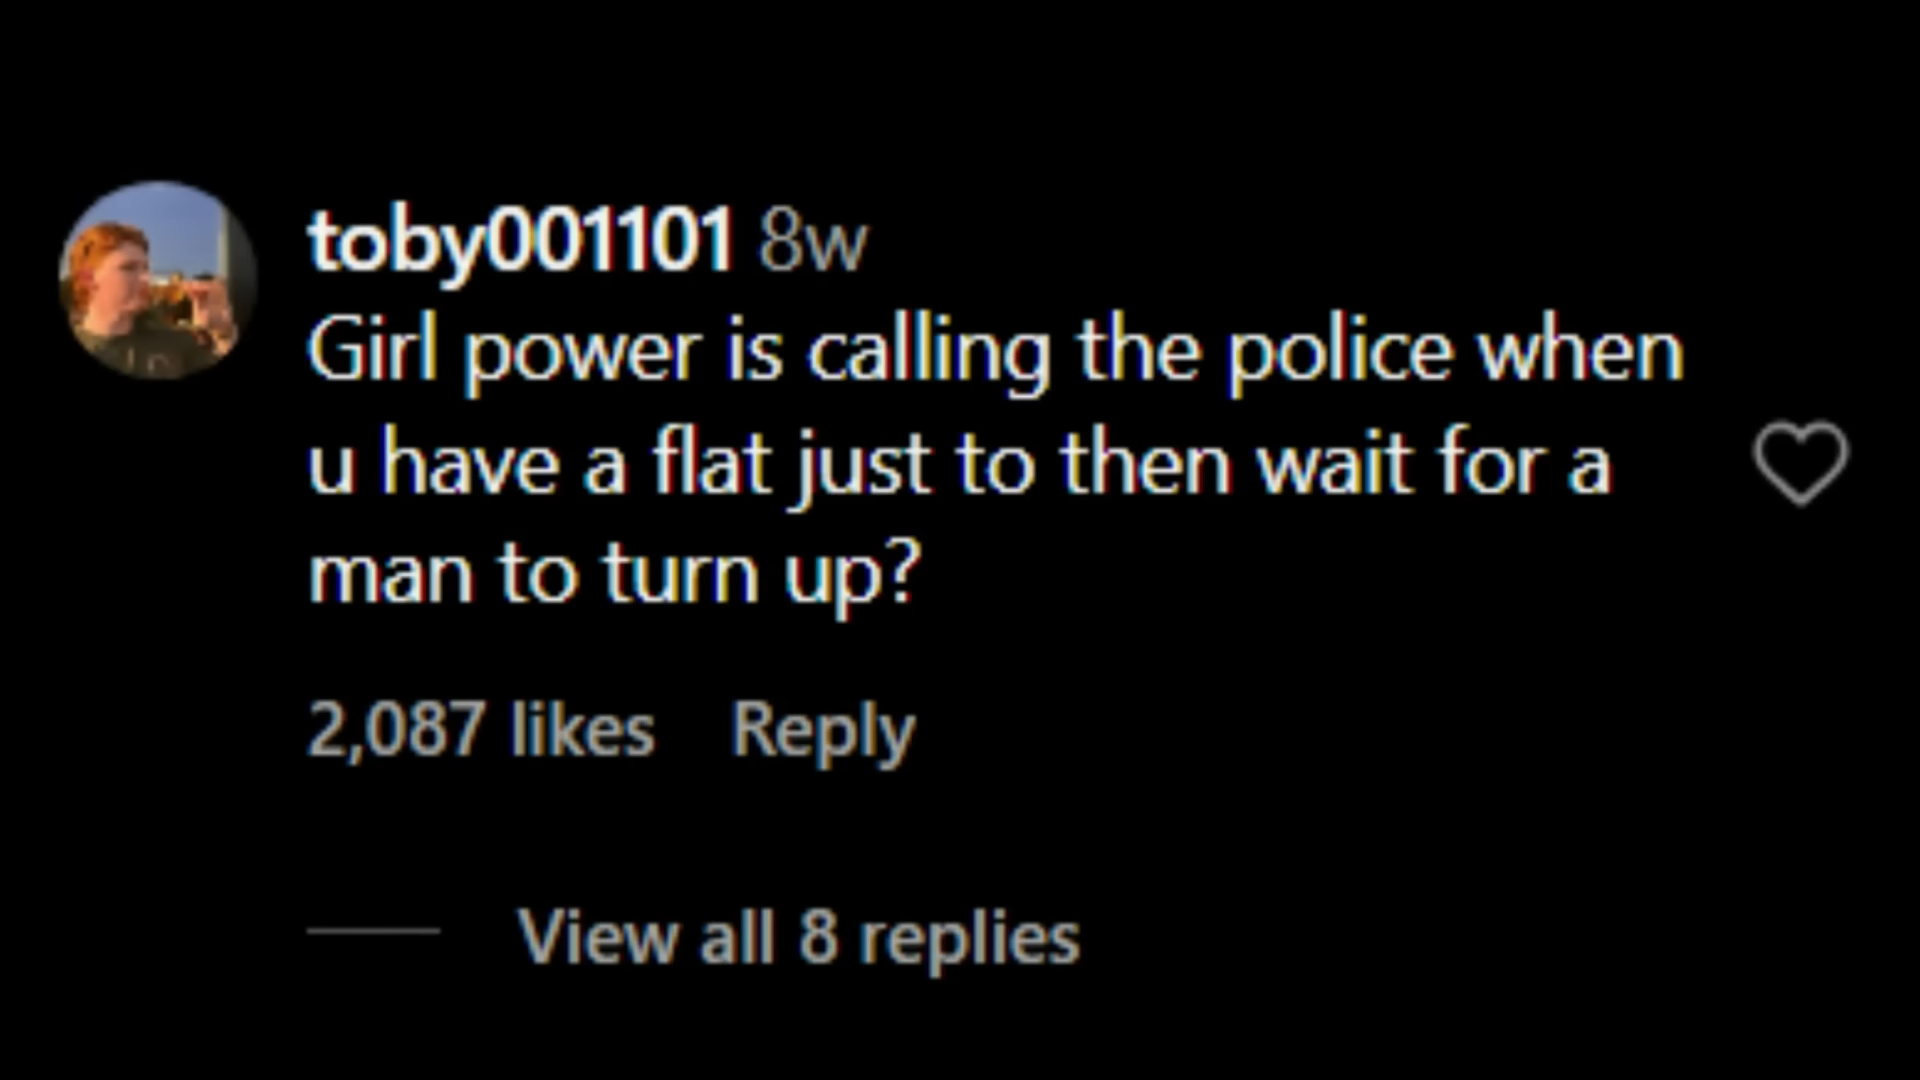 toby001101 8w
Girl power is calling the police when
u have a flat just to then wait for a
man to turn up?
2,087 likes Reply
View all 8 replies